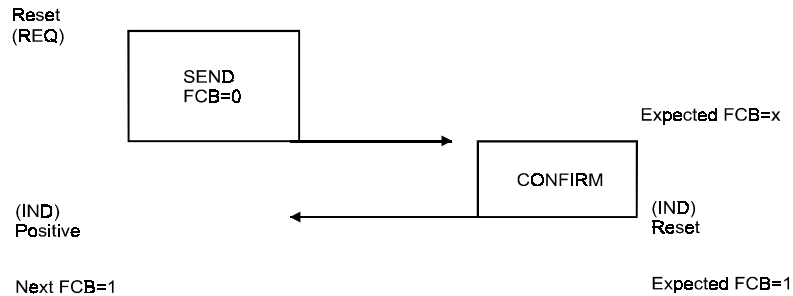 Reset
(REQ)
SEND
FCB=0
Expected FCB=x
CONFIRM
(IND)
Positive
(IND)
Reset
Next FCB=1
Expected FCB=1